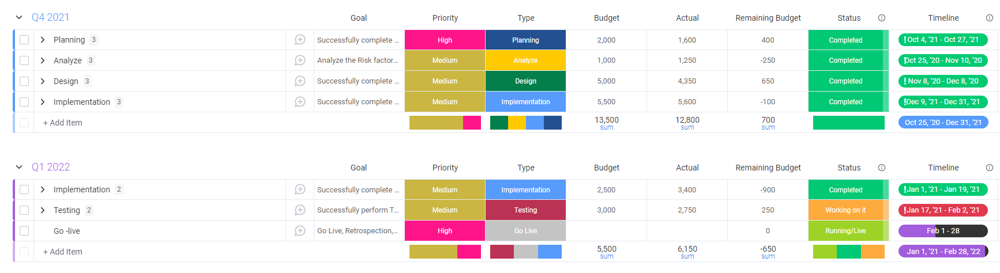 Q4 2021 Goal Priority Type Budget Actual Remaining Budget Status Timeline
Planning 3 Successfully complete ... High Planning 2,000 1,600 400 Completed ! Oct 4, '21 - Oct 27, '21
Analyze 3 Analyze the Risk factor... Medium Analyze 1,000 1,250 -250 Completed ! Oct 25, '20 - Nov 10, '20
Design 3 Successfully complete ... Medium Design 5,000 4,350 650 Completed ! Nov 8, '20 - Dec 8, '20
Implementation 3 Successfully complete ... Medium Implementation 5,500 5,600 -100 Completed ! Dec 9, '21 - Dec 31, '21
+ Add Item 13,500 12,800 700 Oct 25, '20 - Dec 31, '21
sum sum sum
Q1 2022 Goal Priority Type Budget Actual Remaining Budget Status Timeline
Implementation 2 Successfully complete ... Medium Implementation 2,500 3,400 -900 Completed ! Jan 1, '21 - Jan 19, '21
Testing 2 Successfully perform T... Medium Testing 3,000 2,750 250 Working on it ! Jan 17, '21 - Feb 2, '21
Go -live Go Live, Retrospection,... High Go Live 0 Running/Live Feb 1 - 28
+ Add Item 5,500 6,150 -650 Jan 1, '21 - Feb 28, '22
sum sum sum